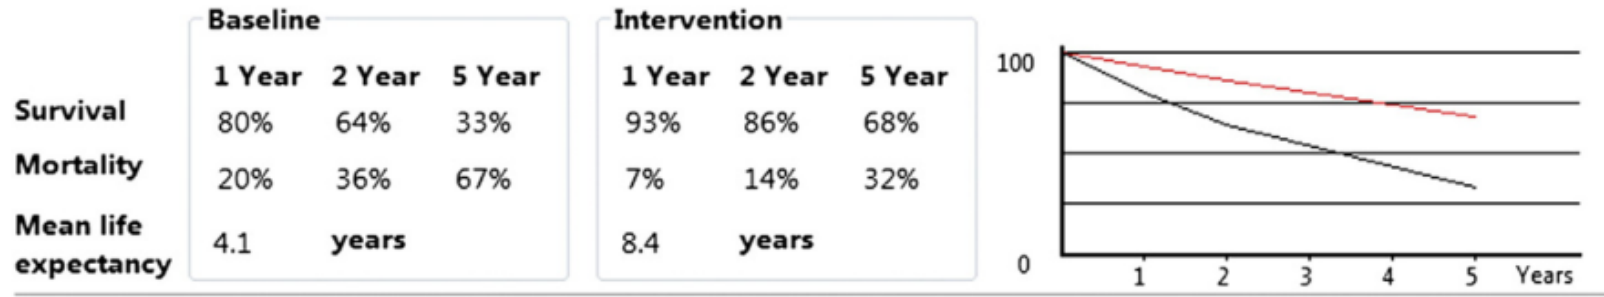 Baseline
Intervention
1 Year 2 Year 5 Year
1 Year 2 Year 5 Year
Survival
80% 64% 33%
93% 86% 68%
Mortality
20% 36% 67%
7% 14% 32%
Mean life
expectancy
4.1 years
8.4 years
100
0
1 2 3 4 5 Years